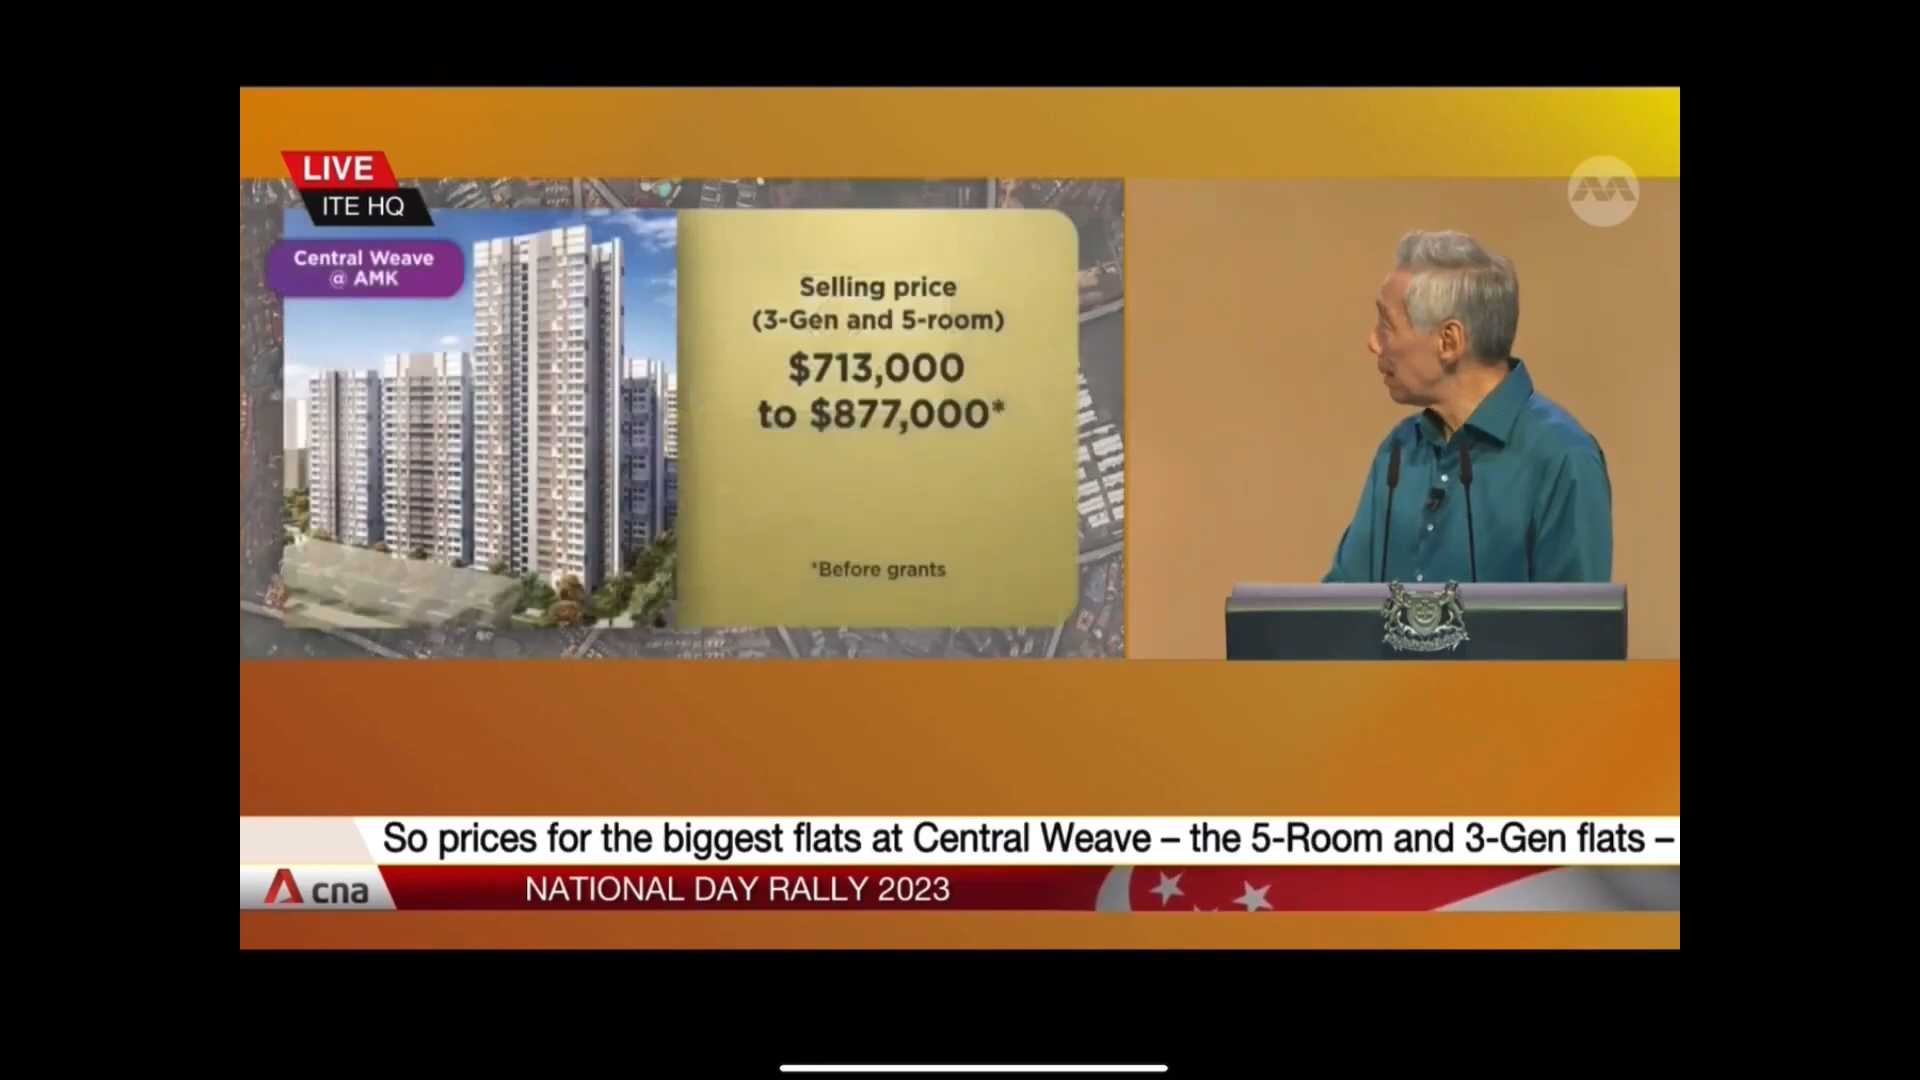 LIVE
ITE HQ
Central Weave
@ AMK
Selling price
(3-Gen and 5-room)
$713,000
to $877,000*
*Before grants
So prices for the biggest flats at Central Weave – the 5-Room and 3-Gen flats –
cna
NATIONAL DAY RALLY 2023